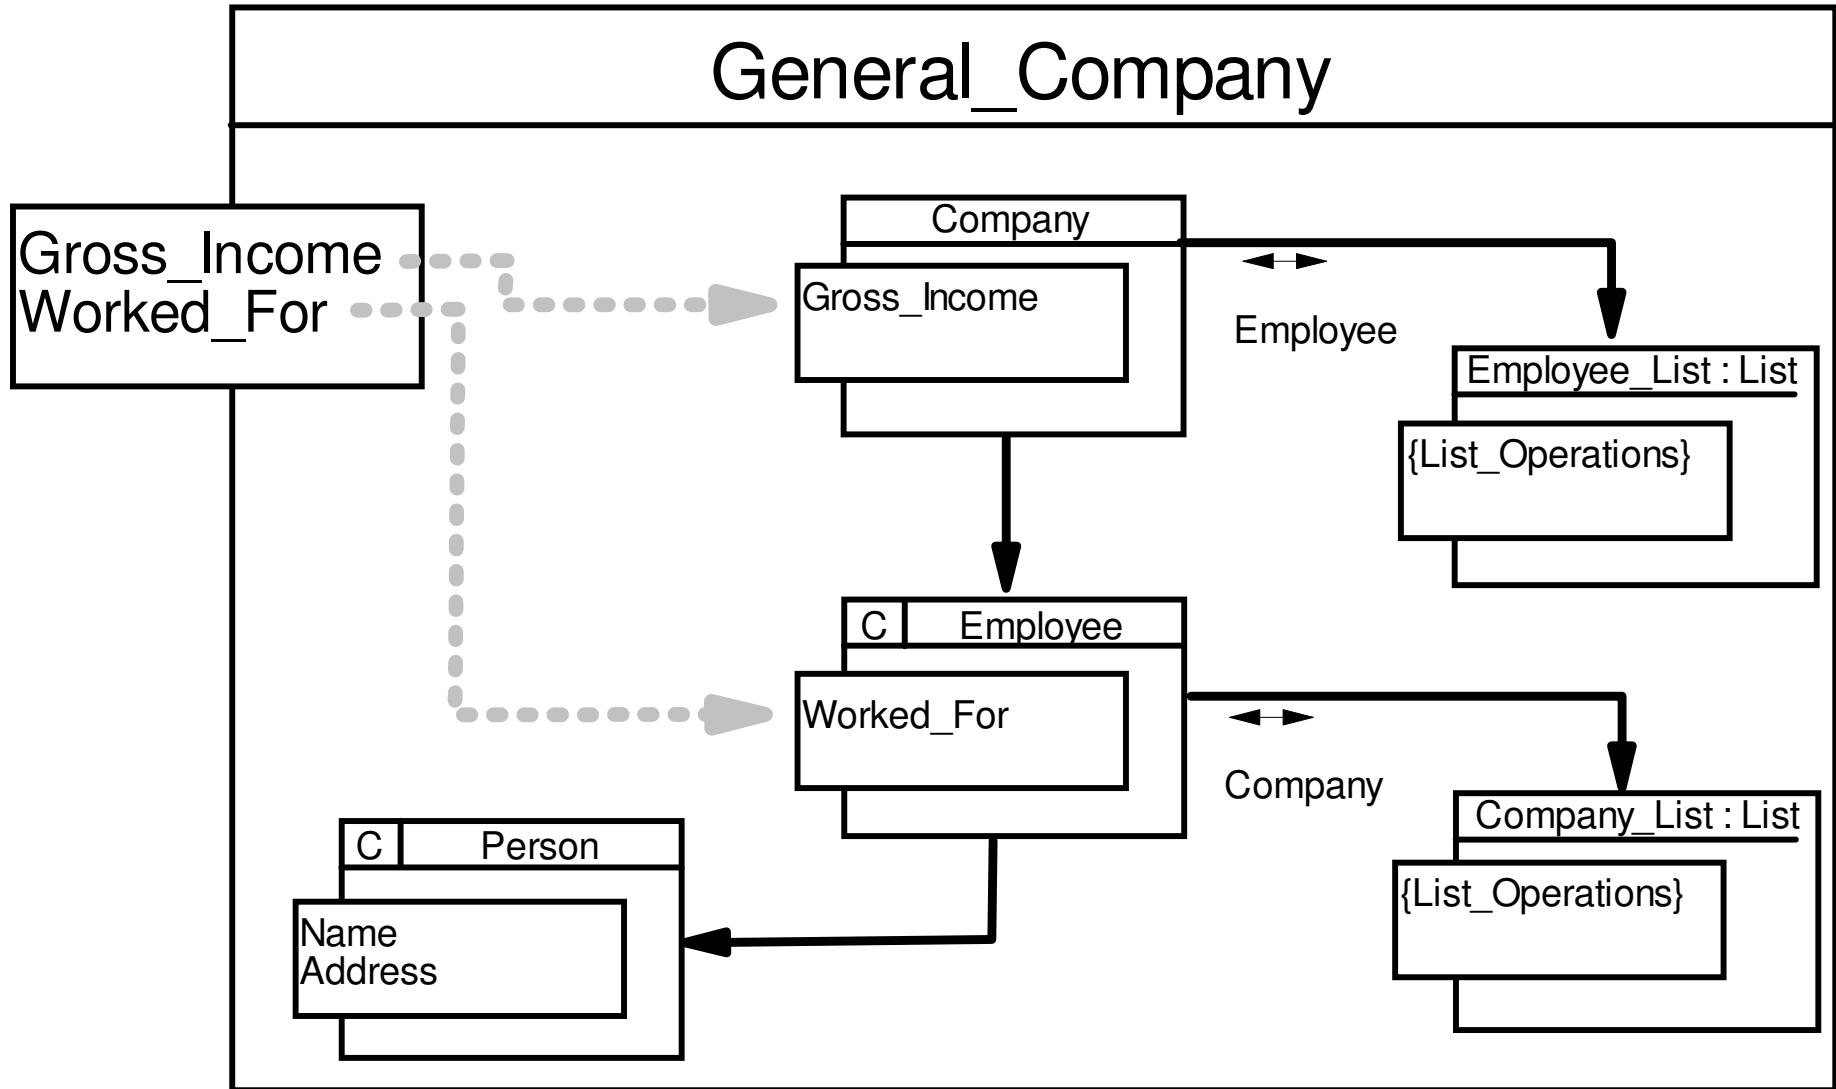 General_Company
Gross_Income
Worked_For
Company
Gross_Income
Employee
Employee_List : List
{List_Operations}
C Employee
Worked_For
Company
Company_List : List
{List_Operations}
C Person
Name
Address